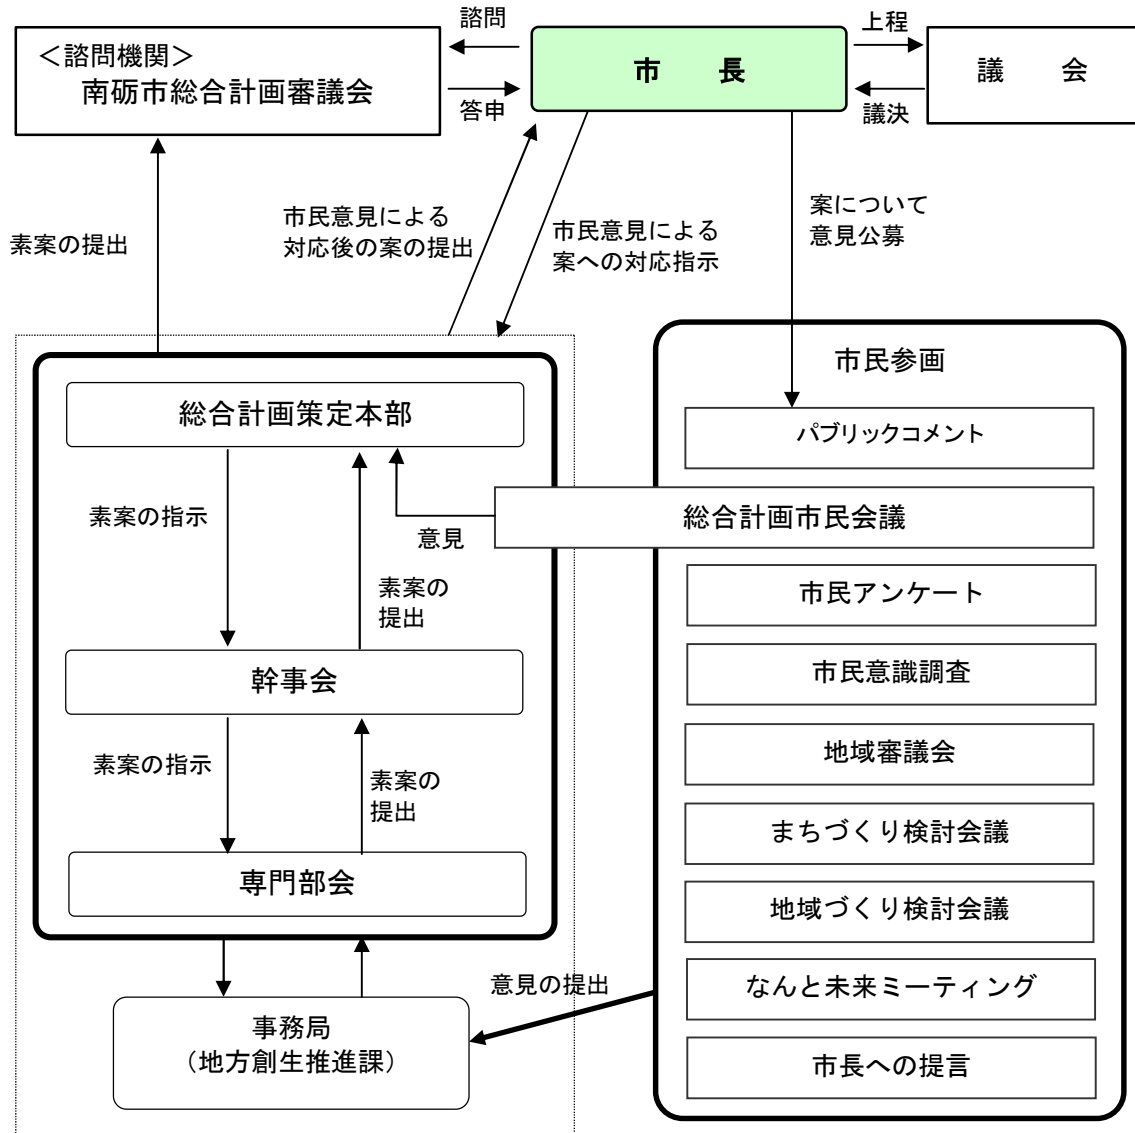 諮問
上程
＜諮問機関＞
南砺市総合計画審議会
市　　長
議　　会
答申
議決
素案の提出
市民意見による
対応後の案の提出
市民意見による
案への対応指示
案について
意見公募
市民参画
総合計画策定本部
パブリックコメント
素案の指示
意見
総合計画市民会議
素案の
提出
市民アンケート
幹事会
市民意識調査
素案の指示
素案の
提出
地域審議会
まちづくり検討会議
専門部会
地域づくり検討会議
意見の提出
なんと未来ミーティング
事務局
（地方創生推進課）
市長への提言